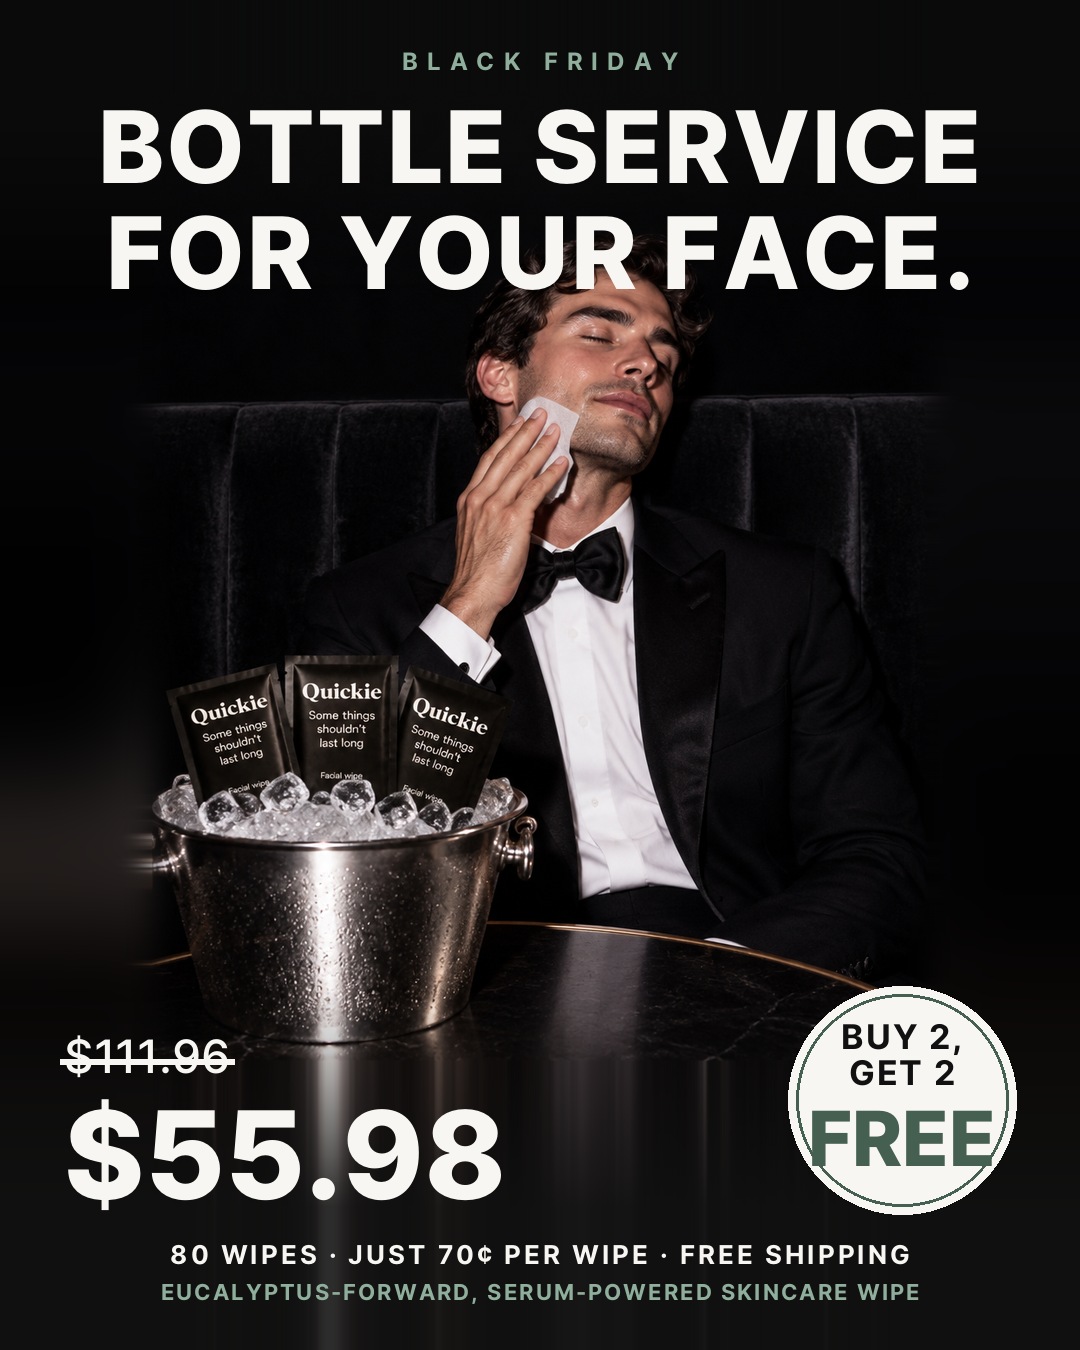 BLACK FRIDAY
BOTTLE SERVICE
FOR YOUR FACE.
Quickie
Some things
shouldn't
last long
Facial wipe
Quickie
Some things
shouldn't
last long
Facial wipe
Quickie
Some things
shouldn't
last long
Facial wipe
$111.96
$55.98
BUY 2,
GET 2
FREE
80 WIPES · JUST 70¢ PER WIPE · FREE SHIPPING
EUCALYPTUS-FORWARD, SERUM-POWERED SKINCARE WIPE